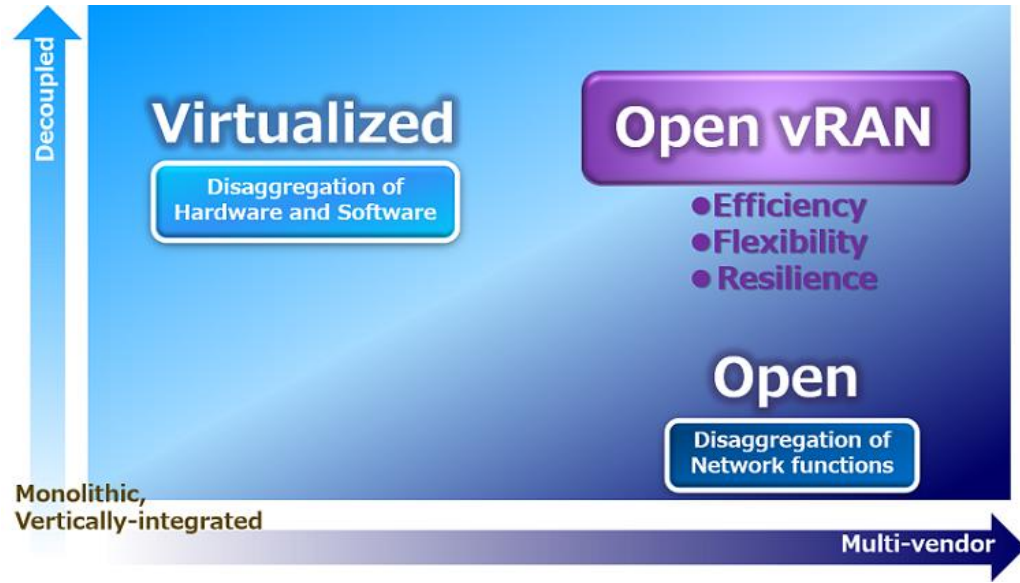 Decoupled
Virtualized
Disaggregation of
Hardware and Software
Open vRAN
●Efficiency
●Flexibility
●Resilience
Open
Disaggregation of
Network functions
Monolithic,
Vertically-integrated
Multi-vendor